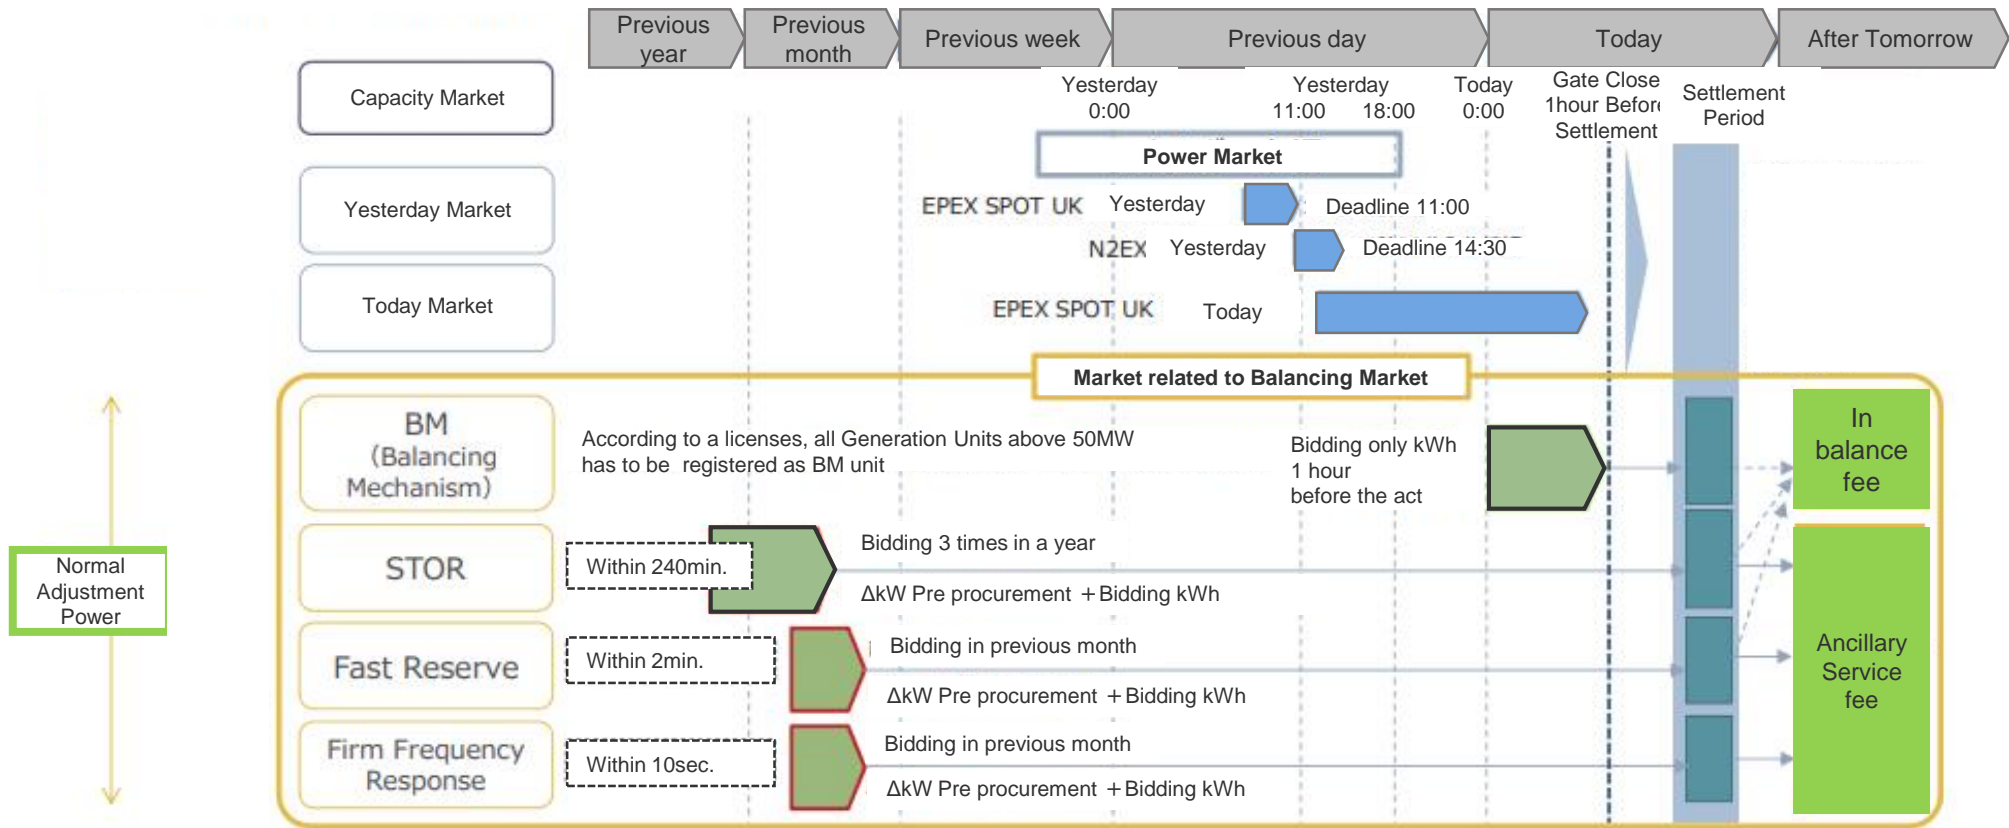 Previous
year
Previous
month
Previous week
Previous day
Today
After Tomorrow
Capacity Market
Yesterday
0:00
Yesterday
11:00
18:00
Today
0:00
Gate Close
1hour Before
Settlement
Settlement
Period
Power Market
Yesterday Market
EPEX SPOT UK
Yesterday
Deadline 11:00
N2EX
Yesterday
Deadline 14:30
Today Market
EPEX SPOT UK
Today
Market related to Balancing Market
BM
(Balancing
Mechanism)
According to a licenses, all Generation Units above 50MW
has to be registered as BM unit
Bidding only kWh
1 hour
before the act
In
balance
fee
STOR
Within 240min.
Bidding 3 times in a year
ΔkW Pre procurement +Bidding kWh
Normal
Adjustment
Power
Fast Reserve
Within 2min.
Bidding in previous month
ΔkW Pre procurement +Bidding kWh
Ancillary
Service
fee
Firm Frequency
Response
Within 10sec.
Bidding in previous month
ΔkW Pre procurement +Bidding kWh